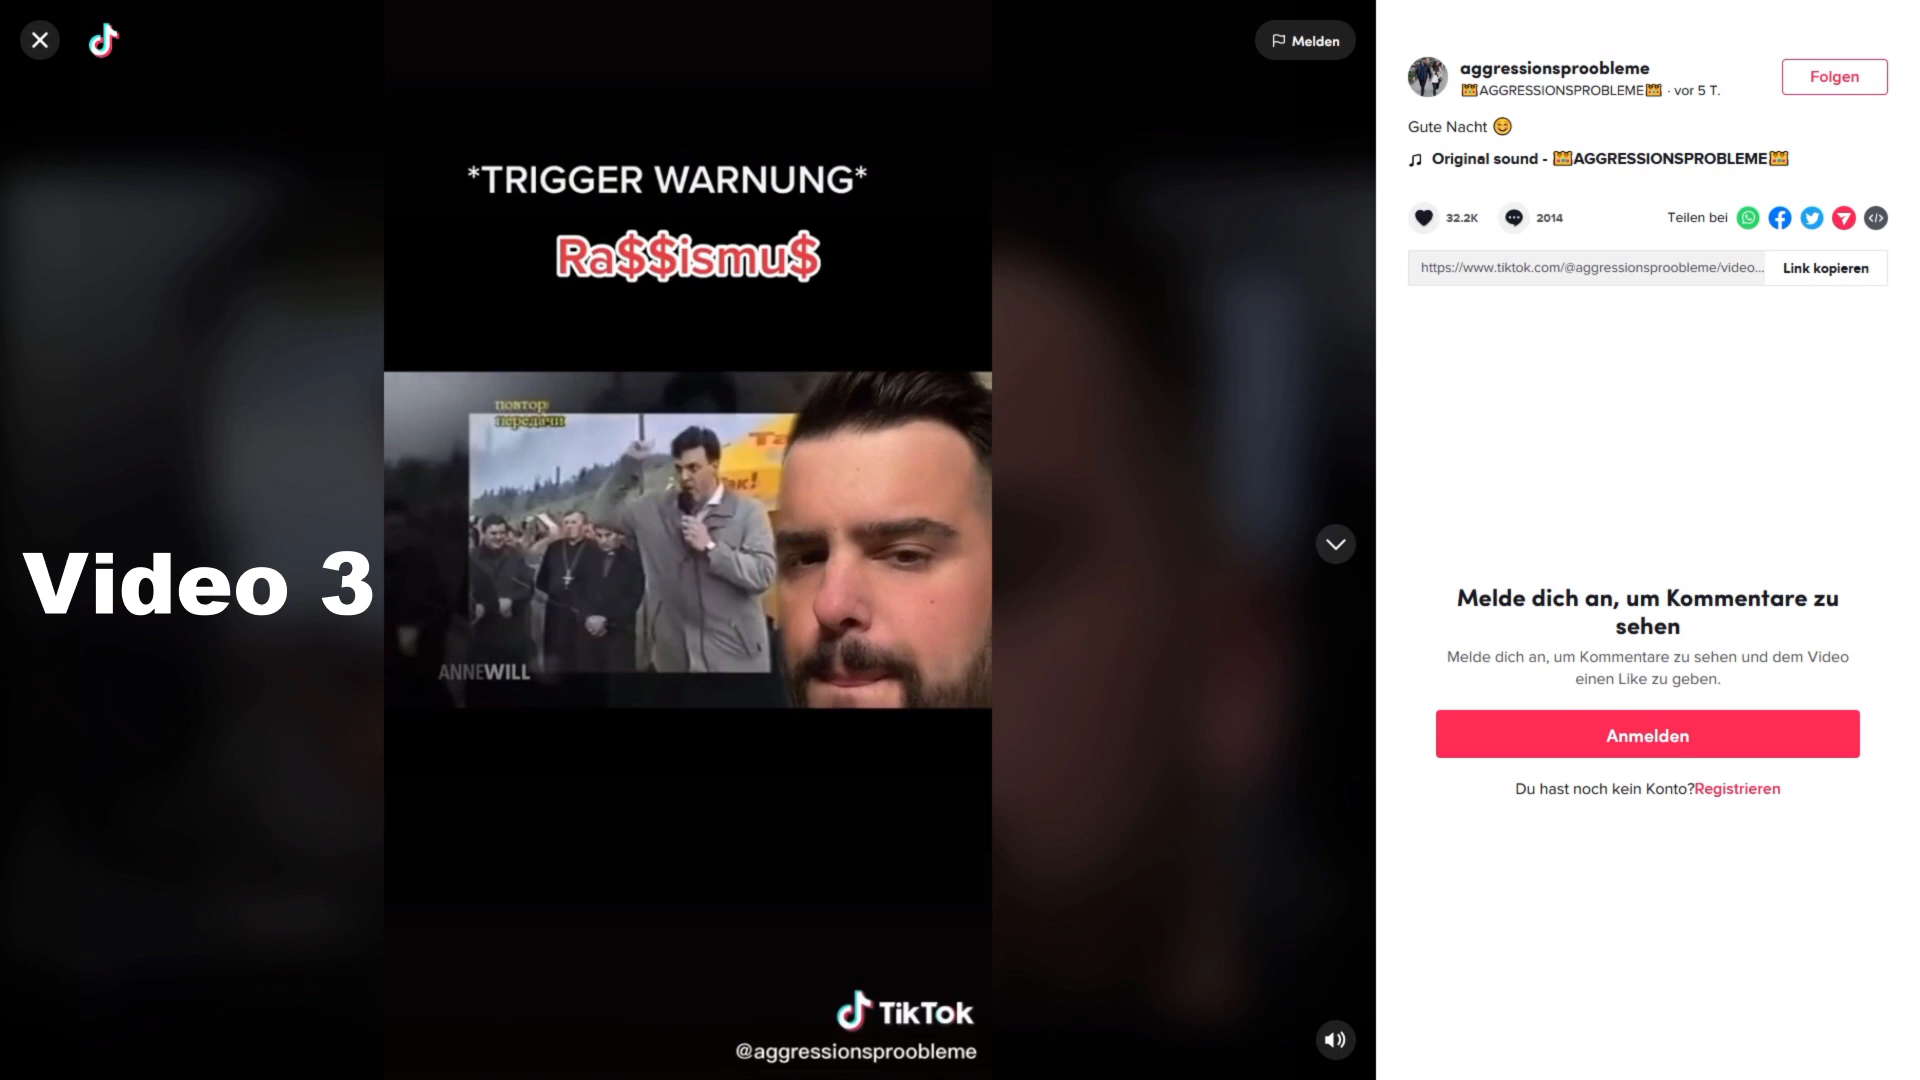 Melden
*TRIGGER WARNUNG*
Ra$$ismu$
повтор
передачи
Так!
ANNEWILL
Video 3
TikTok
@aggressionsproobleme
aggressionsproobleme
AGGRESSIONSPROBLEME · vor 5 T.
Folgen
Gute Nacht 😊
Original sound - AGGRESSIONSPROBLEME
32.2K
2014
Teilen bei
https://www.tiktok.com/@aggressionsproobleme/video...
Link kopieren
Melde dich an, um Kommentare zu
sehen
Melde dich an, um Kommentare zu sehen und dem Video
einen Like zu geben.
Anmelden
Du hast noch kein Konto?Registrieren